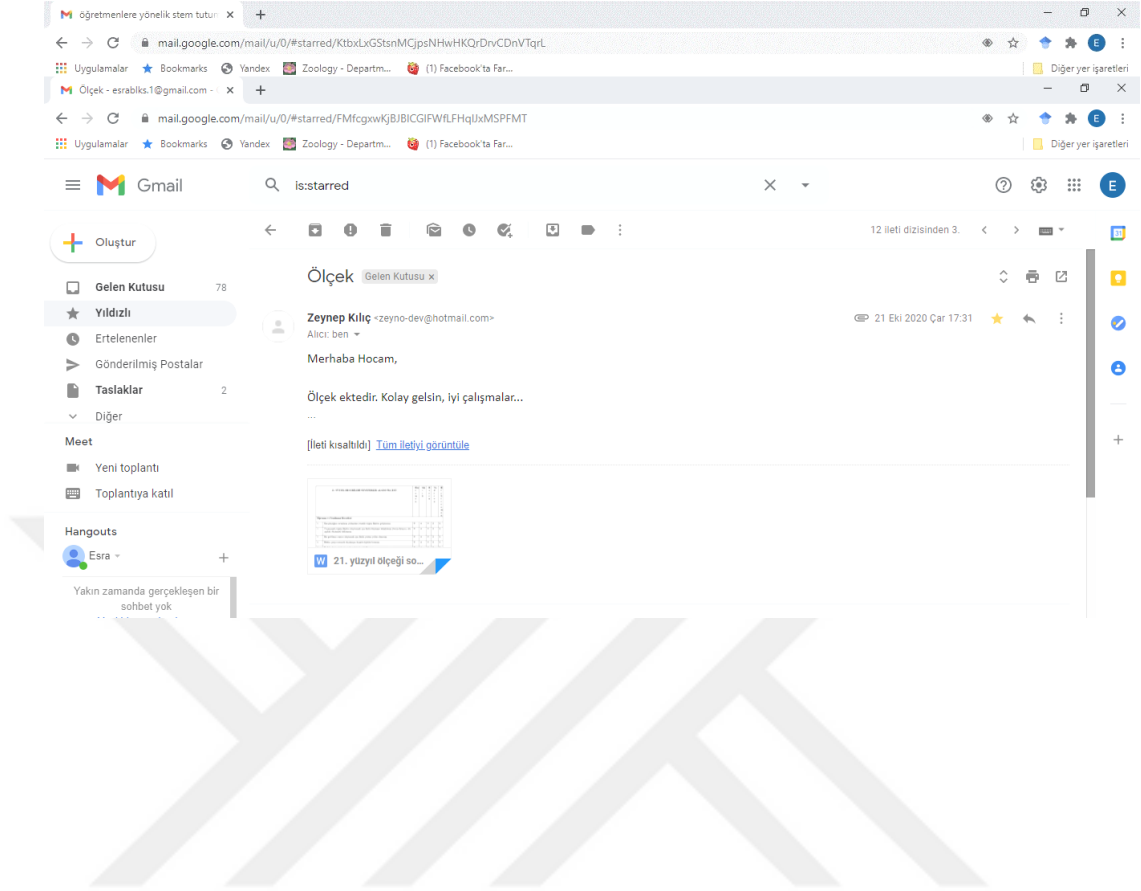 öğretmenlere yönelik stem tutun
mail.google.com/mail/u/0/#starred/KtbxLxGStsnMCjpsNHwHKQrDrvCDnVTqrL
E
Uygulamalar Bookmarks Yandex Zoology - Departm... (1) Facebook'ta Far... Diğer yer işaretleri
Ölçek - esrablks.1@gmail.com -
mail.google.com/mail/u/0/#starred/FMfcgxwKjBJBICGlFWfLFHqlJxMSPFMT
E
Uygulamalar Bookmarks Yandex Zoology - Departm... (1) Facebook'ta Far... Diğer yer işaretleri
Gmail is:starred E
Oluştur
12 ileti dizisinden 3.
31
Ölçek Gelen Kutusu x
Gelen Kutusu 78
Yıldızlı
Ertelenenler
Gönderilmiş Postalar
Taslaklar 2
Diğer
Meet
Yeni toplantı
Toplantıya katıl
Hangouts
Esra
Yakın zamanda gerçekleşen bir
sohbet yok
Zeynep Kılıç <zeyno-dev@hotmail.com> 21 Eki 2020 Çar 17:31
Alıcı: ben
Merhaba Hocam,
Ölçek ektedir. Kolay gelsin, iyi çalışmalar...
...
[İleti kısaltıldı] Tüm iletiyi görüntüle
W 21. yüzyıl ölçeği so...